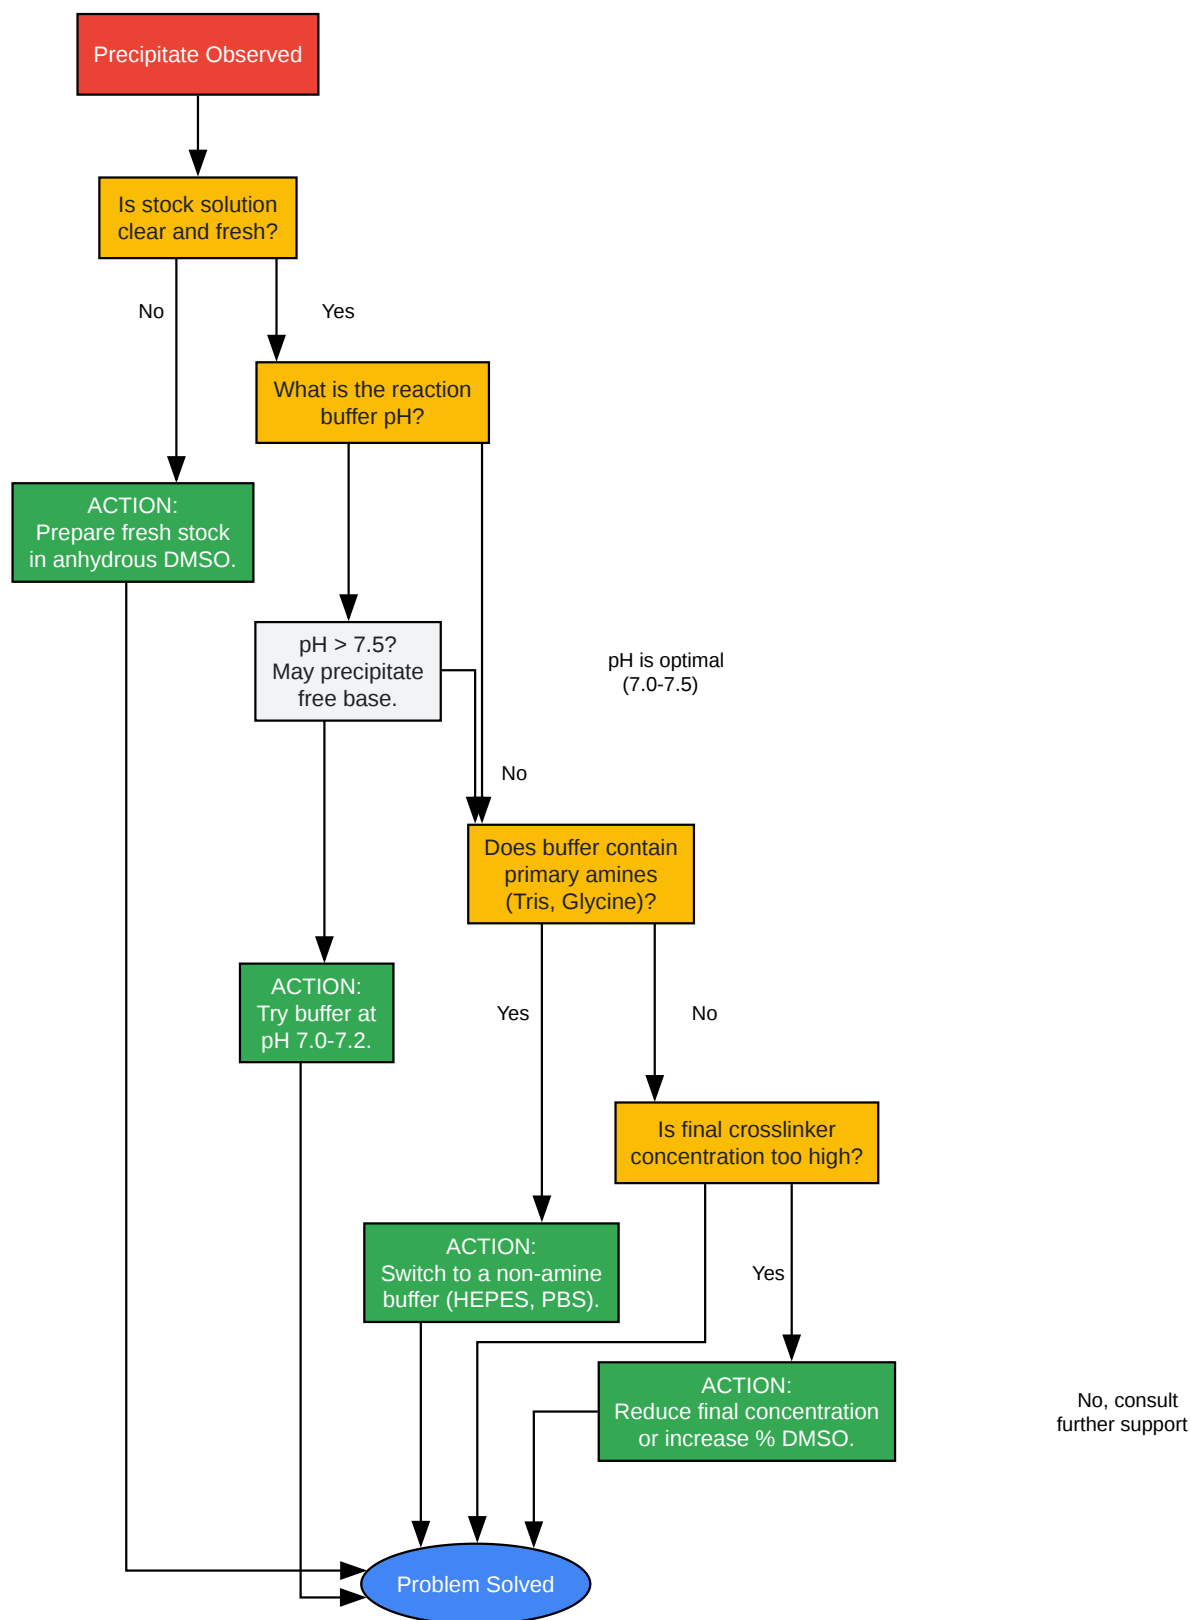 Precipitate Observed
Is stock solution
clear and fresh?
No
Yes
What is the reaction
buffer pH?
ACTION:
Prepare fresh stock
in anhydrous DMSO.
pH > 7.5?
May precipitate
free base.
pH is optimal
(7.0-7.5)
No
Does buffer contain
primary amines
(Tris, Glycine)?
ACTION:
Try buffer at
pH 7.0-7.2.
Yes
No
Is final crosslinker
concentration too high?
ACTION:
Switch to a non-amine
buffer (HEPES, PBS).
Yes
ACTION:
Reduce final concentration
or increase % DMSO.
No, consult
further support
Problem Solved